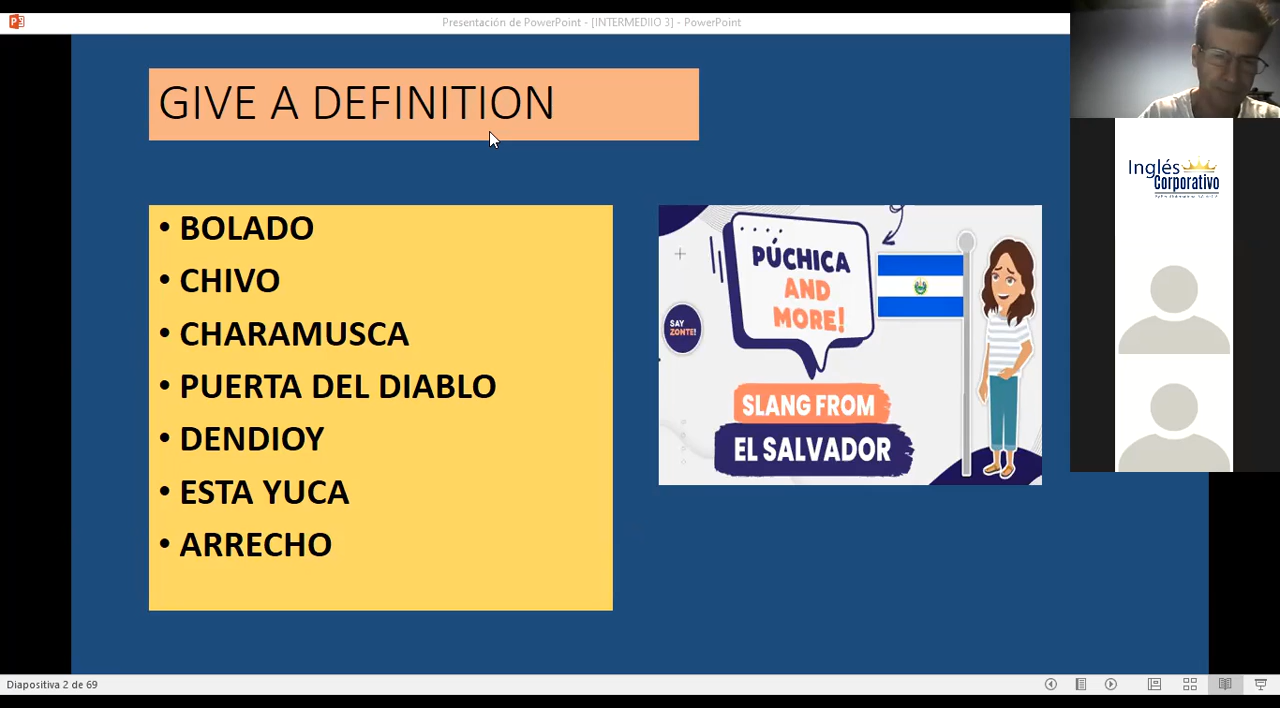 Presentación de PowerPoint - [INTERMEDIIO 3] - PowerPoint
GIVE A DEFINITION
• BOLADO
• CHIVO
• CHARAMUSCA
• PUERTA DEL DIABLO
• DENDIOY
• ESTA YUCA
• ARRECHO
PÚCHICA
AND
MORE!
SAY
ZONTE!
SLANG FROM
EL SALVADOR
Inglés
Corporativo
Diapositiva 2 de 69